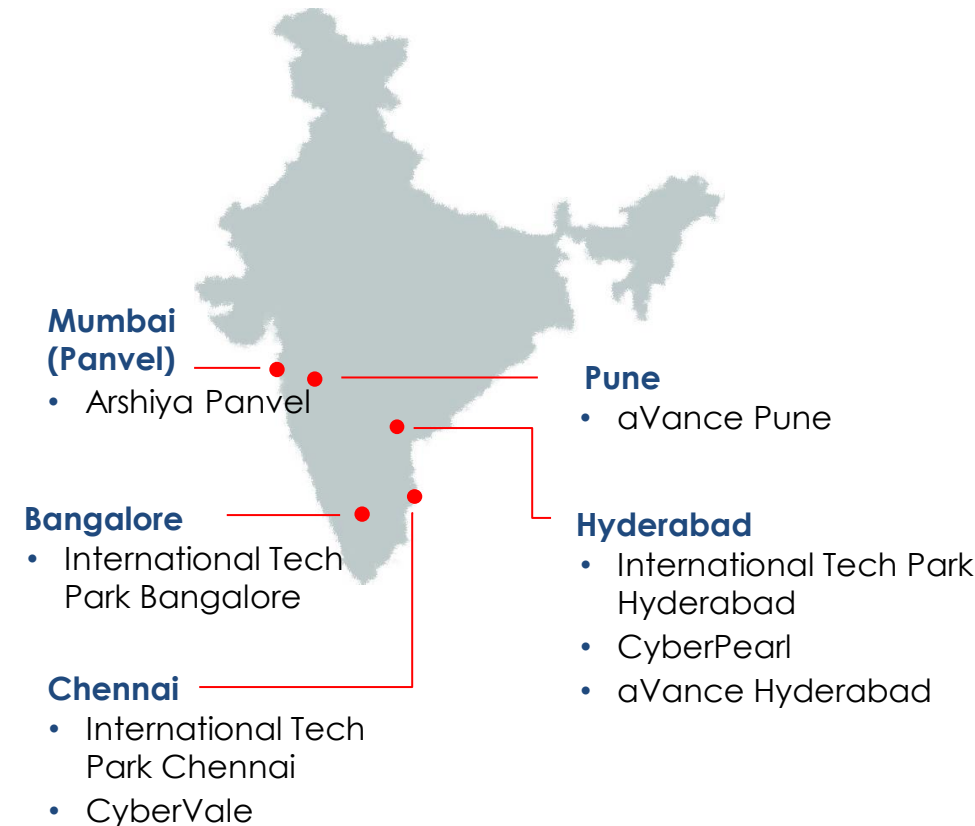 Mumbai
(Panvel)
• Arshiya Panvel
Pune
• aVance Pune
Bangalore
• International Tech
Park Bangalore
Hyderabad
• International Tech Park
Hyderabad
• CyberPearl
• aVance Hyderabad
Chennai
• International Tech
Park Chennai
• CyberVale